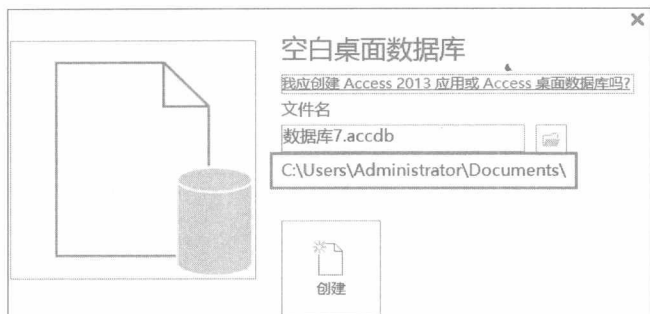 空白桌面数据库
我应创建 Access 2013 应用或 Access 桌面数据库吗?
文件名
数据库7.accdb
C:\Users\Administrator\Documents\
创建